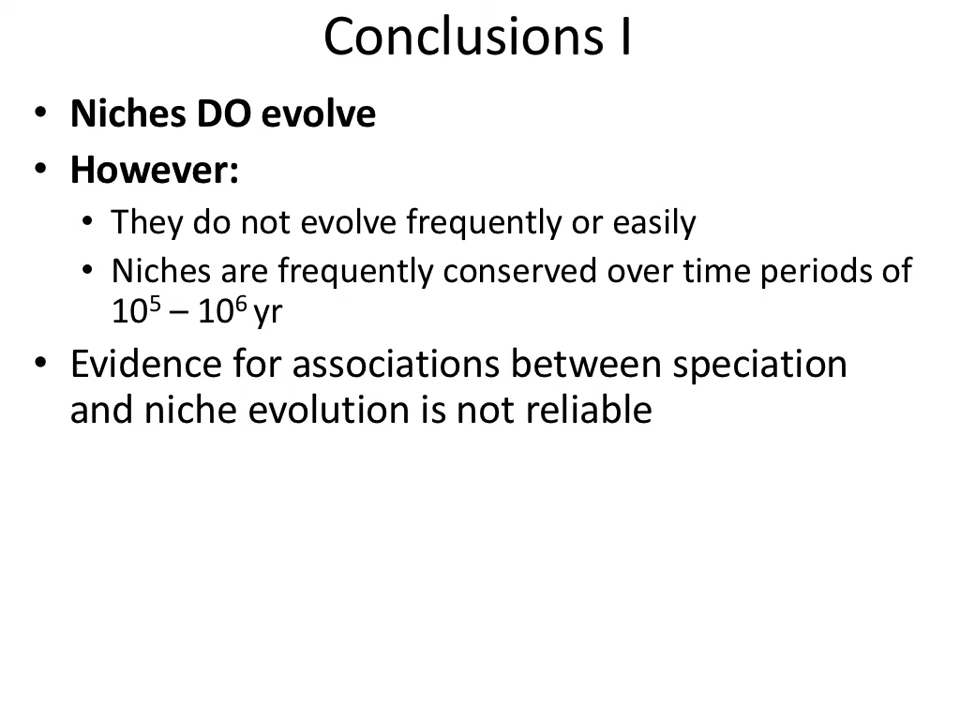 Conclusions I
• Niches DO evolve
• However:
• They do not evolve frequently or easily
• Niches are frequently conserved over time periods of
10⁵ – 10⁶ yr
• Evidence for associations between speciation
and niche evolution is not reliable